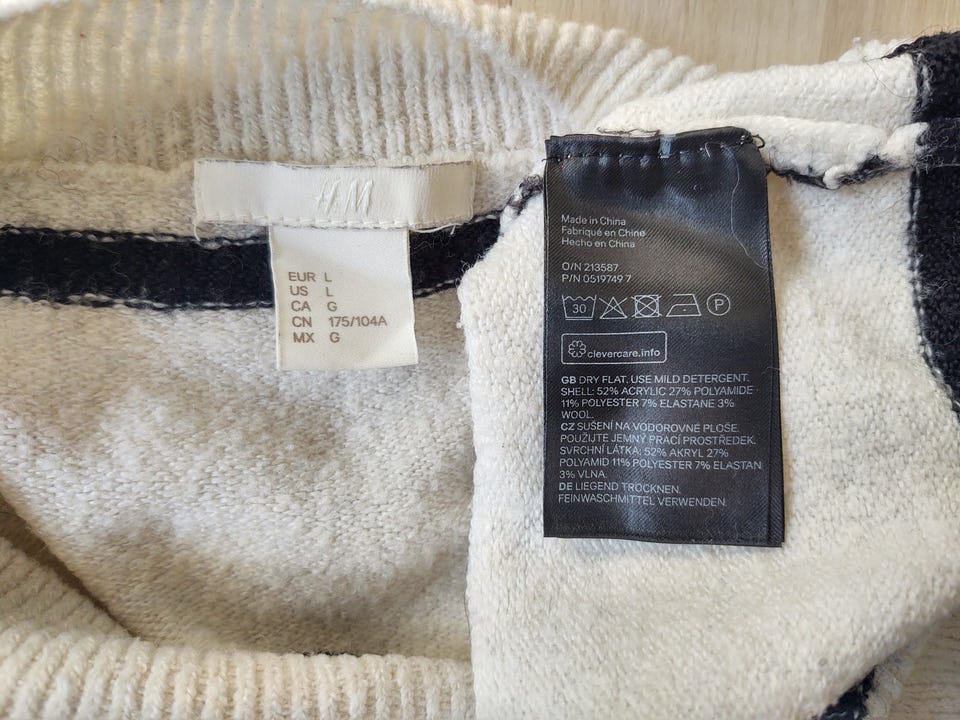 H&M
EUR L
US L
CA G
CN 175/104A
MX G
Made in China
Fabriqué en Chine
Hecho en China
O/N 213587
P/N 0519749 7
30
P
clevercare.info
GB DRY FLAT. USE MILD DETERGENT.
SHELL: 52% ACRYLIC 27% POLYAMIDE
11% POLYESTER 7% ELASTANE 3%
WOOL.
CZ SUŠENÍ NA VODOROVNÉ PLOŠE.
POUŽIJTE JEMNÝ PRACÍ PROSTŘEDEK.
SVRCHNÍ LÁTKA: 52% AKRYL 27%
POLYAMID 11% POLYESTER 7% ELASTAN
3% VLNA.
DE LIEGEND TROCKNEN.
FEINWASCHMITTEL VERWENDEN.